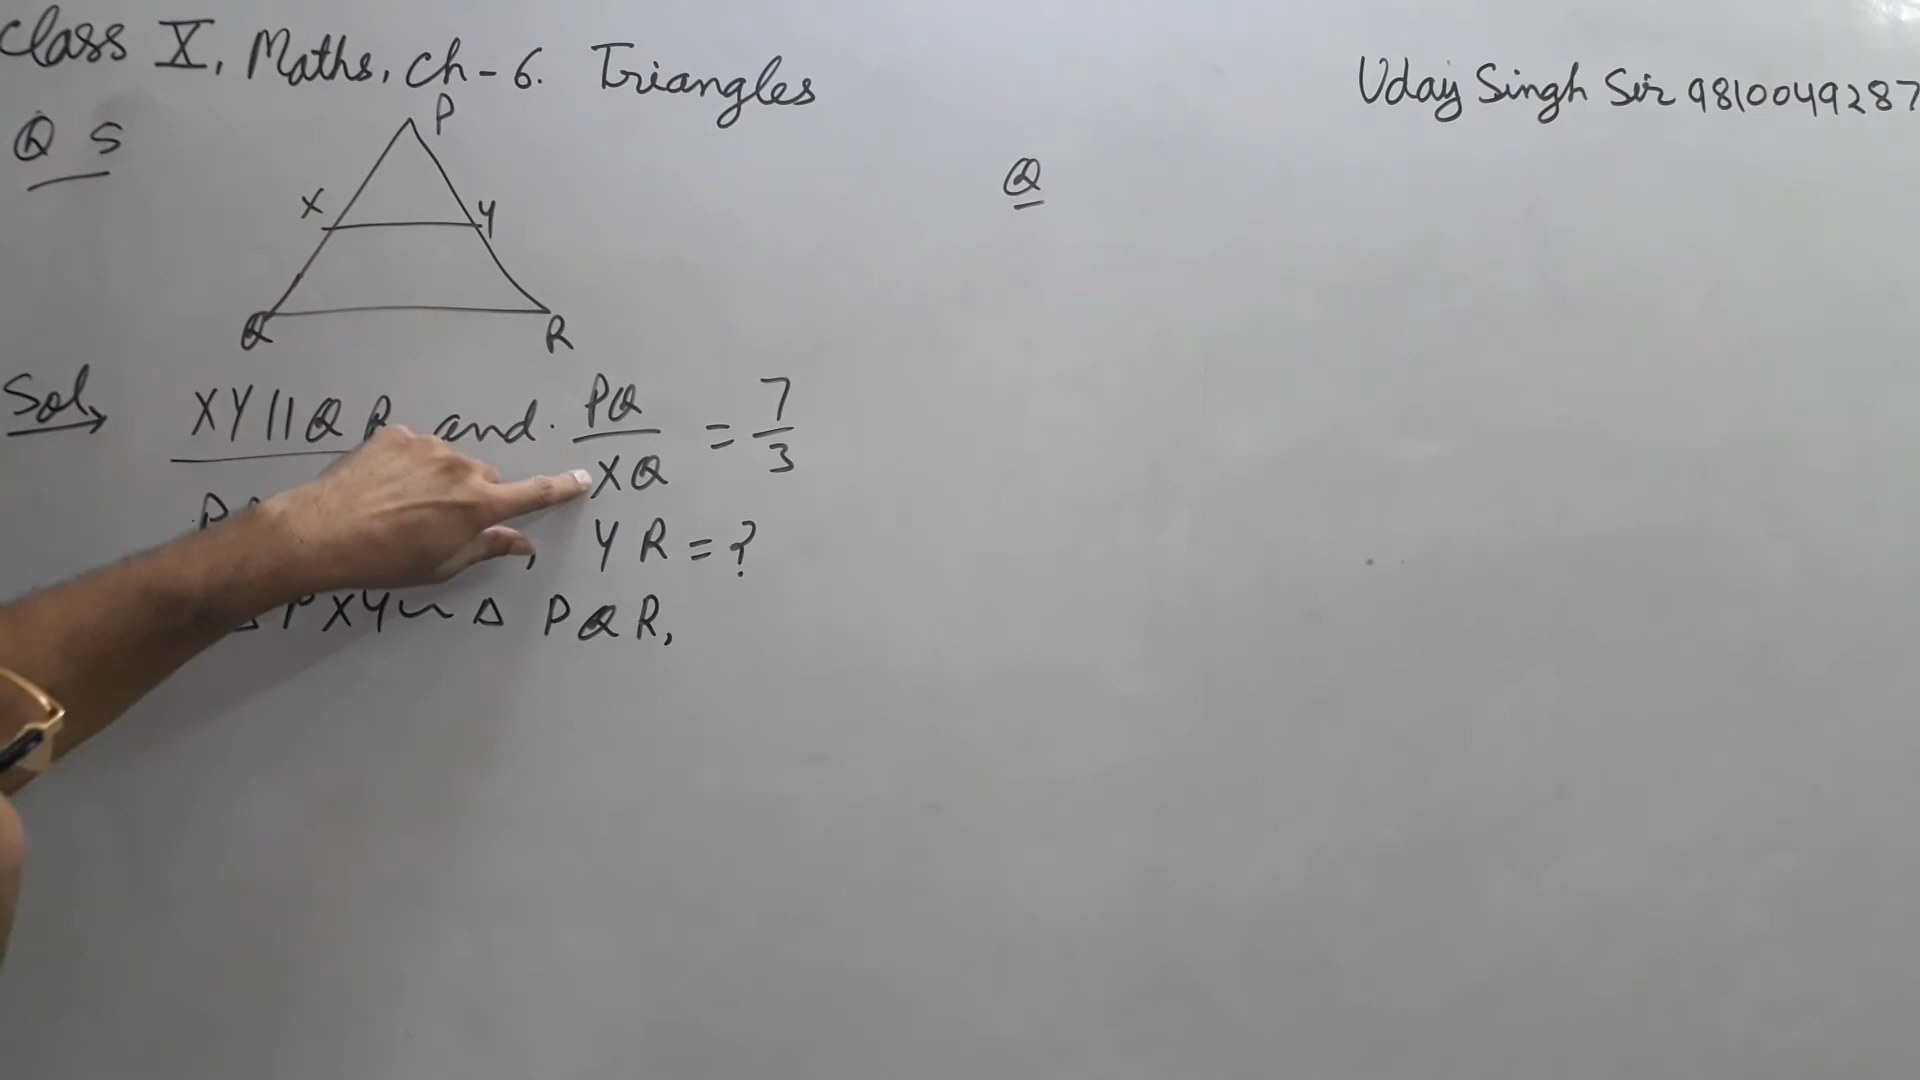 Class X, Maths, Ch-6. Triangles
Uday Singh Sir 9810049287
Q 5
P
Q
X
Y
Q
R
Sol, XY || Q R and. PQ/XQ = 7/3
YR = ?
PXY ~ Δ PQR,